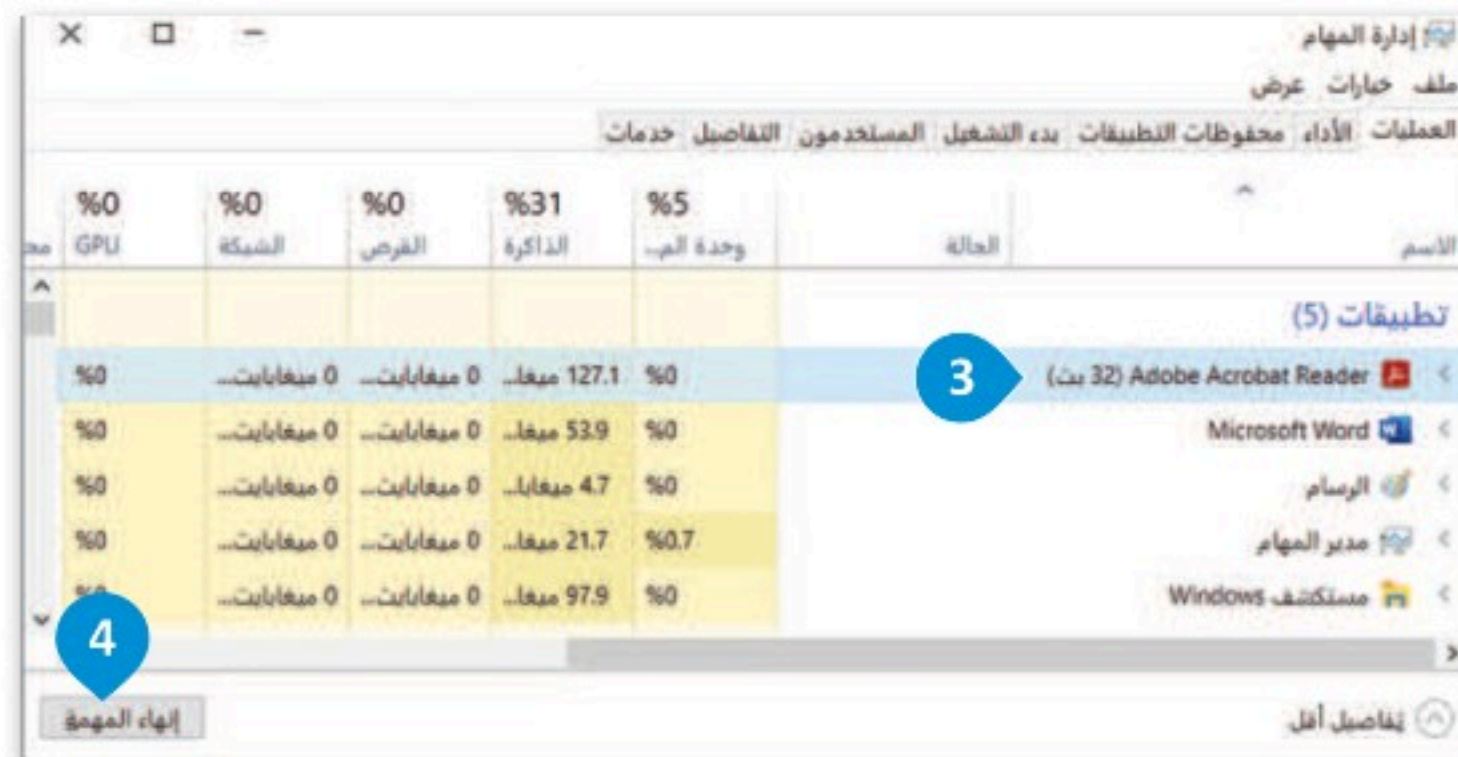 إدارة المهام
ملف خيارات عرض
العمليات الأداء محفوظات التطبيقات بدء التشغيل المستخدمون التفاصيل خدمات
%5 %31 %0 %0 %0
الاسم الحالة وحدة الم... الذاكرة القرص الشبكة GPU مح
تطبيقات (5)
Adobe Acrobat Reader (32 بت) 3 %0 127.1 ميغا... 0 ميغابايت... 0 ميغابايت... %0
Microsoft Word %0 53.9 ميغا... 0 ميغابايت... 0 ميغابايت... %0
الرسام %0 4.7 ميغابا... 0 ميغابايت... 0 ميغابايت... %0
مدير المهام %0.7 21.7 ميغا... 0 ميغابايت... 0 ميغابايت... %0
مستكشف Windows %0 97.9 ميغا... 0 ميغابايت... 0 ميغابايت... %0
4
تفاصيل أقل إنهاء المهمة